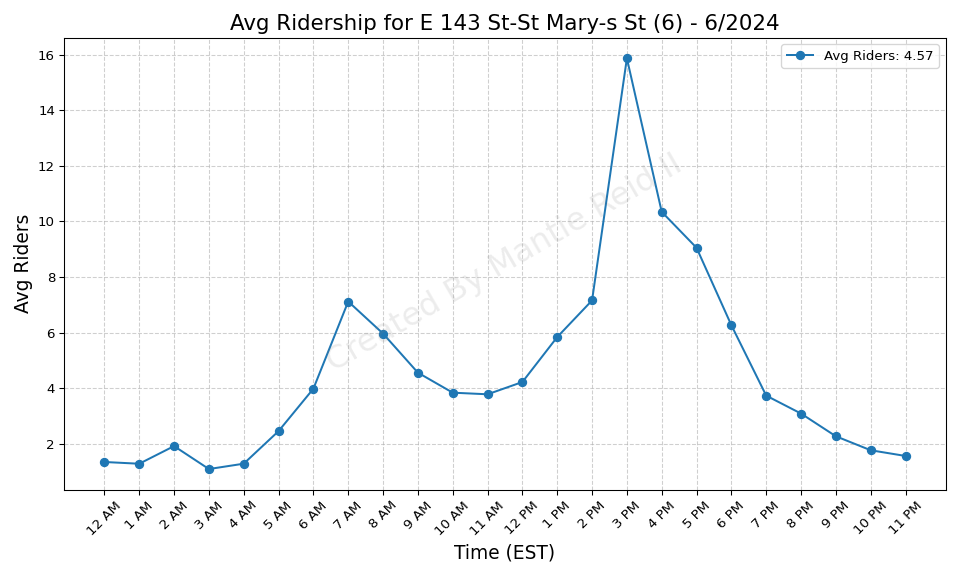 Avg Ridership for E 143 St-St Mary-s St (6) - 6/2024
Avg Riders: 4.57
16
14
12
10
8
6
4
2
Avg Riders
Created By Mantie Reid II
12 AM
1 AM
2 AM
3 AM
4 AM
5 AM
6 AM
7 AM
8 AM
9 AM
10 AM
11 AM
12 PM
1 PM
2 PM
3 PM
4 PM
5 PM
6 PM
7 PM
8 PM
9 PM
10 PM
11 PM
Time (EST)